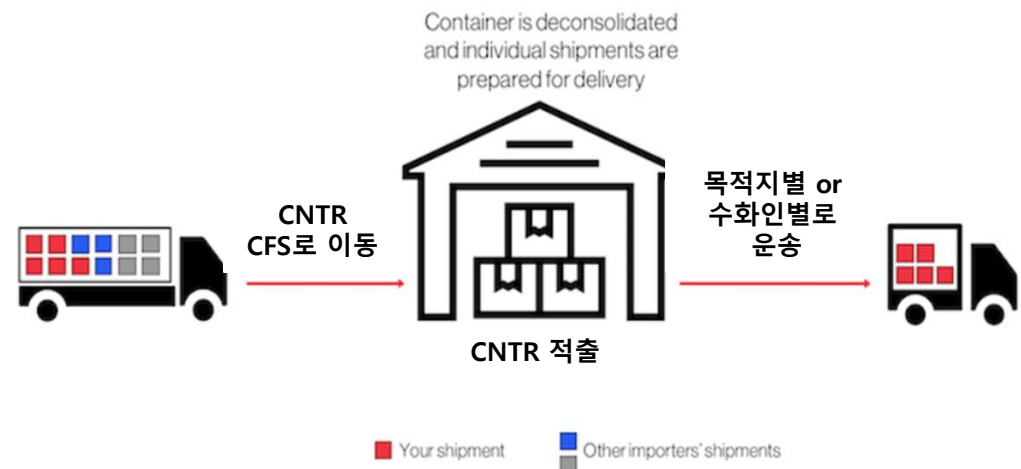 Container is deconsolidated
and individual shipments are
prepared for delivery
CNTR
CFS로 이동
목적지별 or
수화인별로
운송
CNTR 적출
Your shipment
Other importers' shipments